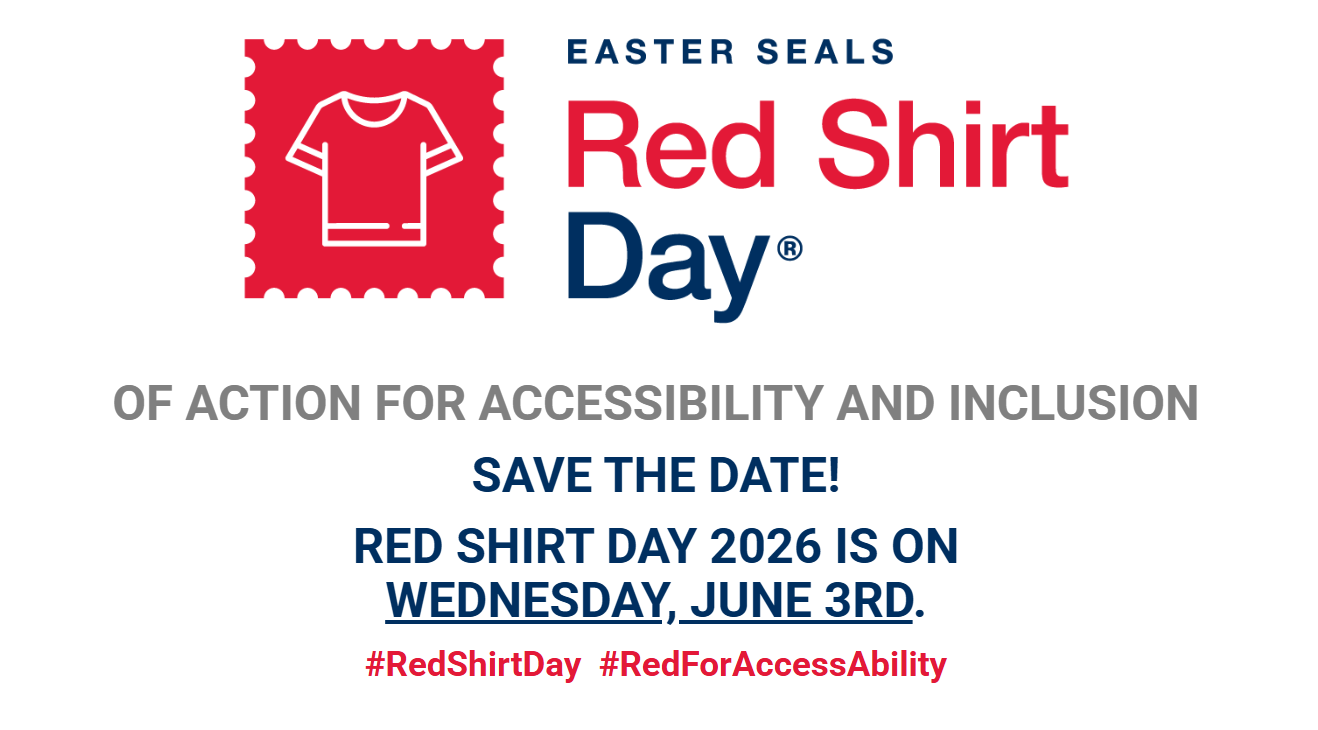 EASTER SEALS
Red Shirt
Day®
OF ACTION FOR ACCESSIBILITY AND INCLUSION
SAVE THE DATE!
RED SHIRT DAY 2026 IS ON
WEDNESDAY, JUNE 3RD.
#RedShirtDay #RedForAccessAbility